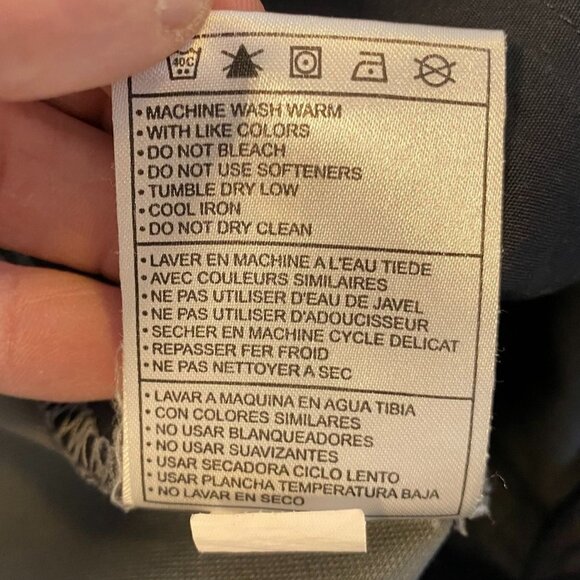 40C
• MACHINE WASH WARM
• WITH LIKE COLORS
• DO NOT BLEACH
• DO NOT USE SOFTENERS
• TUMBLE DRY LOW
• COOL IRON
• DO NOT DRY CLEAN
• LAVER EN MACHINE A L'EAU TIEDE
• AVEC COULEURS SIMILAIRES
• NE PAS UTILISER D'EAU DE JAVEL
• NE PAS UTILISER D'ADOUCISSEUR
• SECHER EN MACHINE CYCLE DELICAT
• REPASSER FER FROID
• NE PAS NETTOYER A SEC
• LAVAR A MAQUINA EN AGUA TIBIA
• CON COLORES SIMILARES
• NO USAR BLANQUEADORES
• NO USAR SUAVIZANTES
• USAR SECADORA CICLO LENTO
• USAR PLANCHA TEMPERATURA BAJA
• NO LAVAR EN SECO